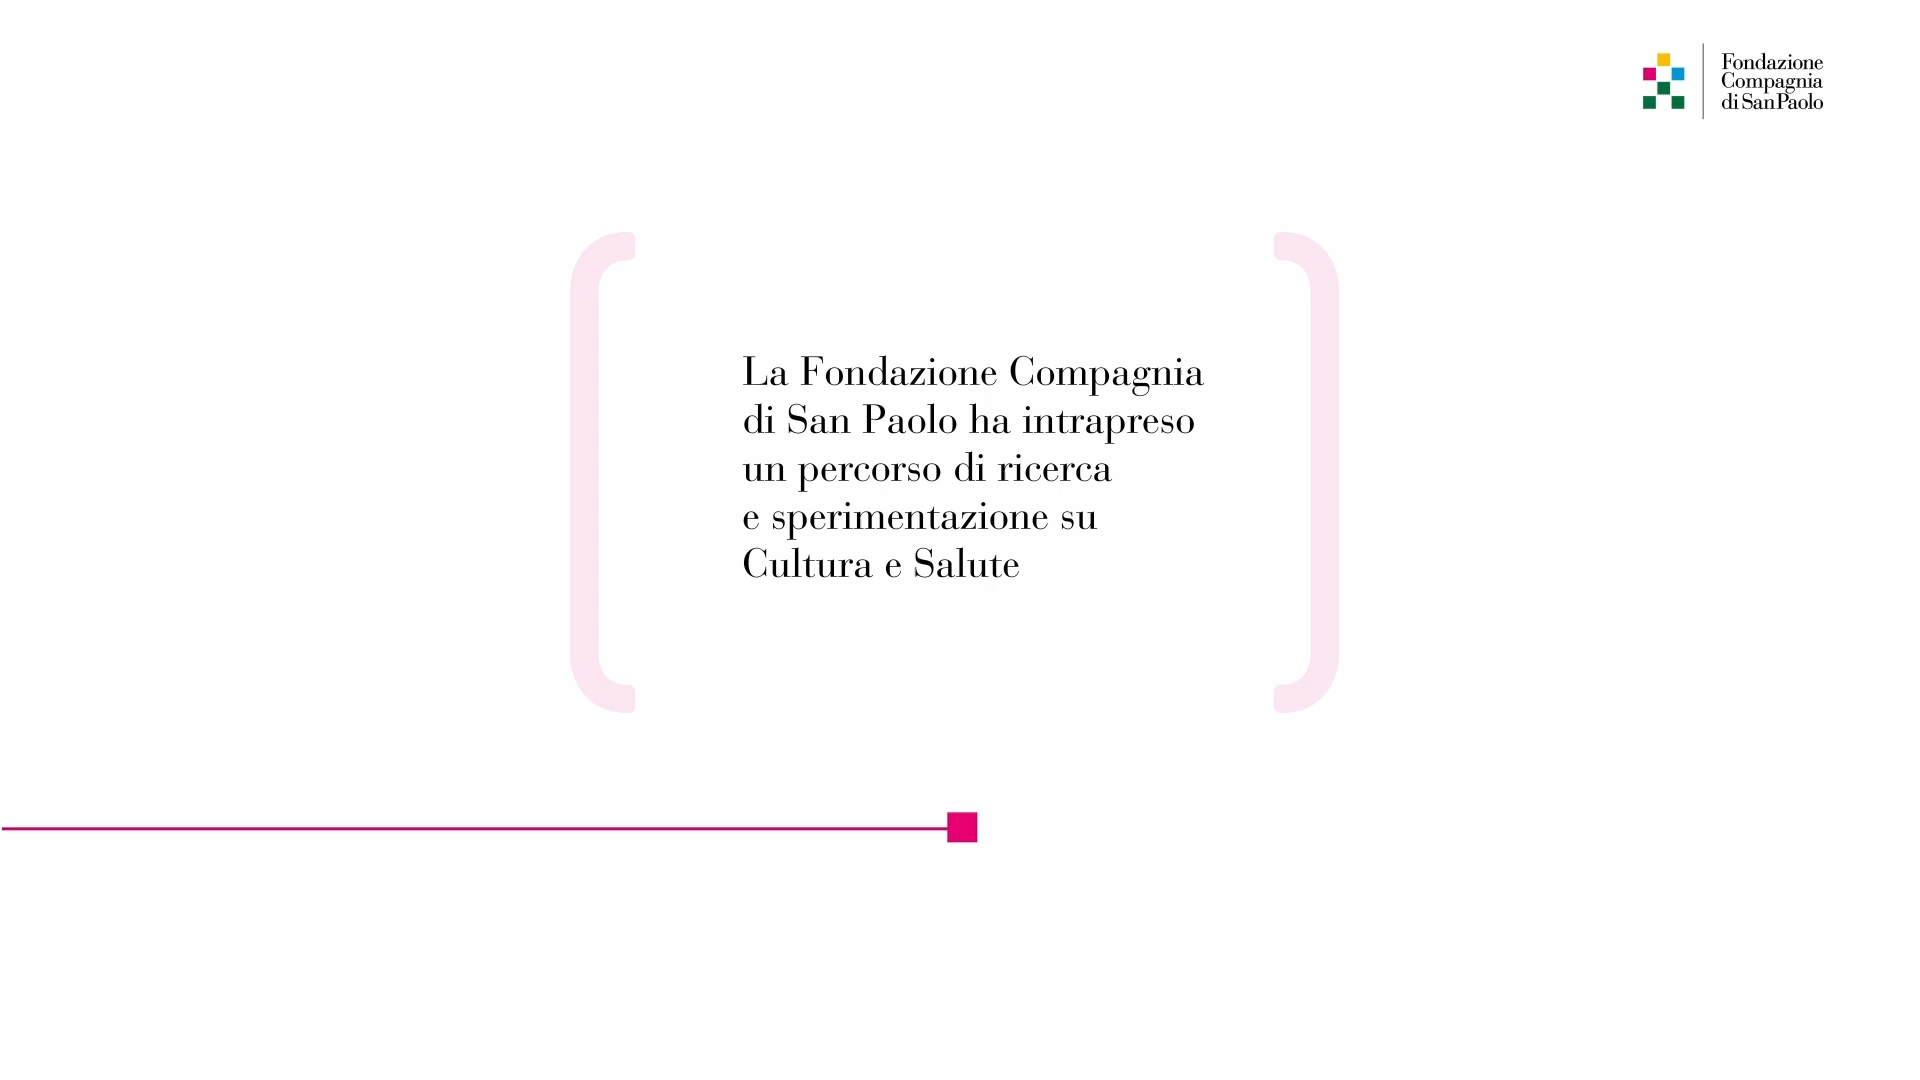 Fondazione
Compagnia
di San Paolo
La Fondazione Compagnia
di San Paolo ha intrapreso
un percorso di ricerca
e sperimentazione su
Cultura e Salute